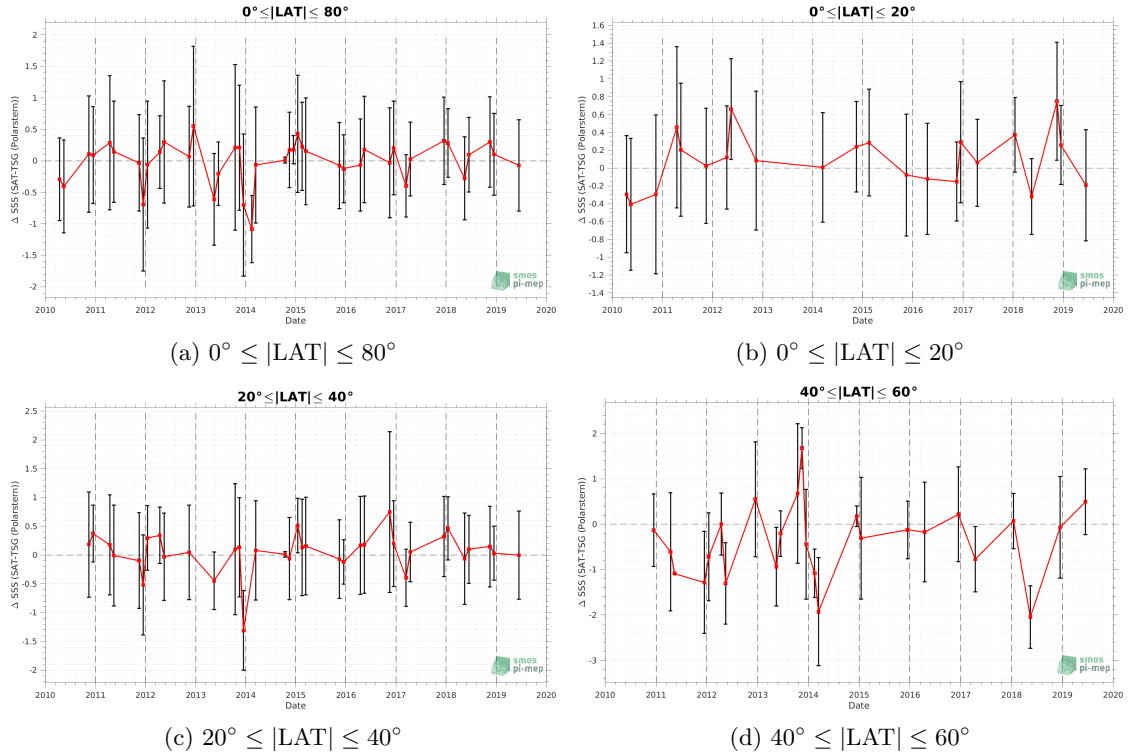 0°≤|LAT|≤ 80°
2
1.5
1
0.5
0
-0.5
-1
-1.5
-2
Δ SSS (SAT-TSG (Polarstern))
2010 2011 2012 2013 2014 2015 2016 2017 2018 2019 2020
Date
smos
pi-mep
(a) 0° ≤ |LAT| ≤ 80°
0°≤|LAT|≤ 20°
1.6
1.4
1.2
1
0.8
0.6
0.4
0.2
0
-0.2
-0.4
-0.6
-0.8
-1
-1.2
-1.4
Δ SSS (SAT-TSG (Polarstern))
2010 2011 2012 2013 2014 2015 2016 2017 2018 2019 2020
Date
smos
pi-mep
(b) 0° ≤ |LAT| ≤ 20°
20°≤|LAT|≤ 40°
2.5
2
1.5
1
0.5
0
-0.5
-1
-1.5
-2
Δ SSS (SAT-TSG (Polarstern))
2010 2011 2012 2013 2014 2015 2016 2017 2018 2019 2020
Date
smos
pi-mep
(c) 20° ≤ |LAT| ≤ 40°
40°≤|LAT|≤ 60°
2
1
0
-1
-2
-3
Δ SSS (SAT-TSG (Polarstern))
2010 2011 2012 2013 2014 2015 2016 2017 2018 2019 2020
Date
smos
pi-mep
(d) 40° ≤ |LAT| ≤ 60°